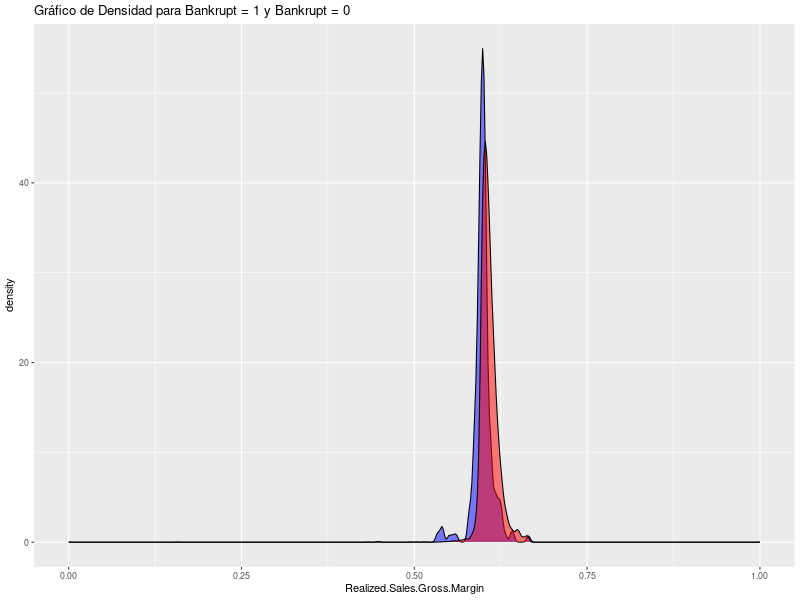 Gráfico de Densidad para Bankrupt = 1 y Bankrupt = 0
density
40
20
0
0.00 0.25 0.50 0.75 1.00
Realized.Sales.Gross.Margin